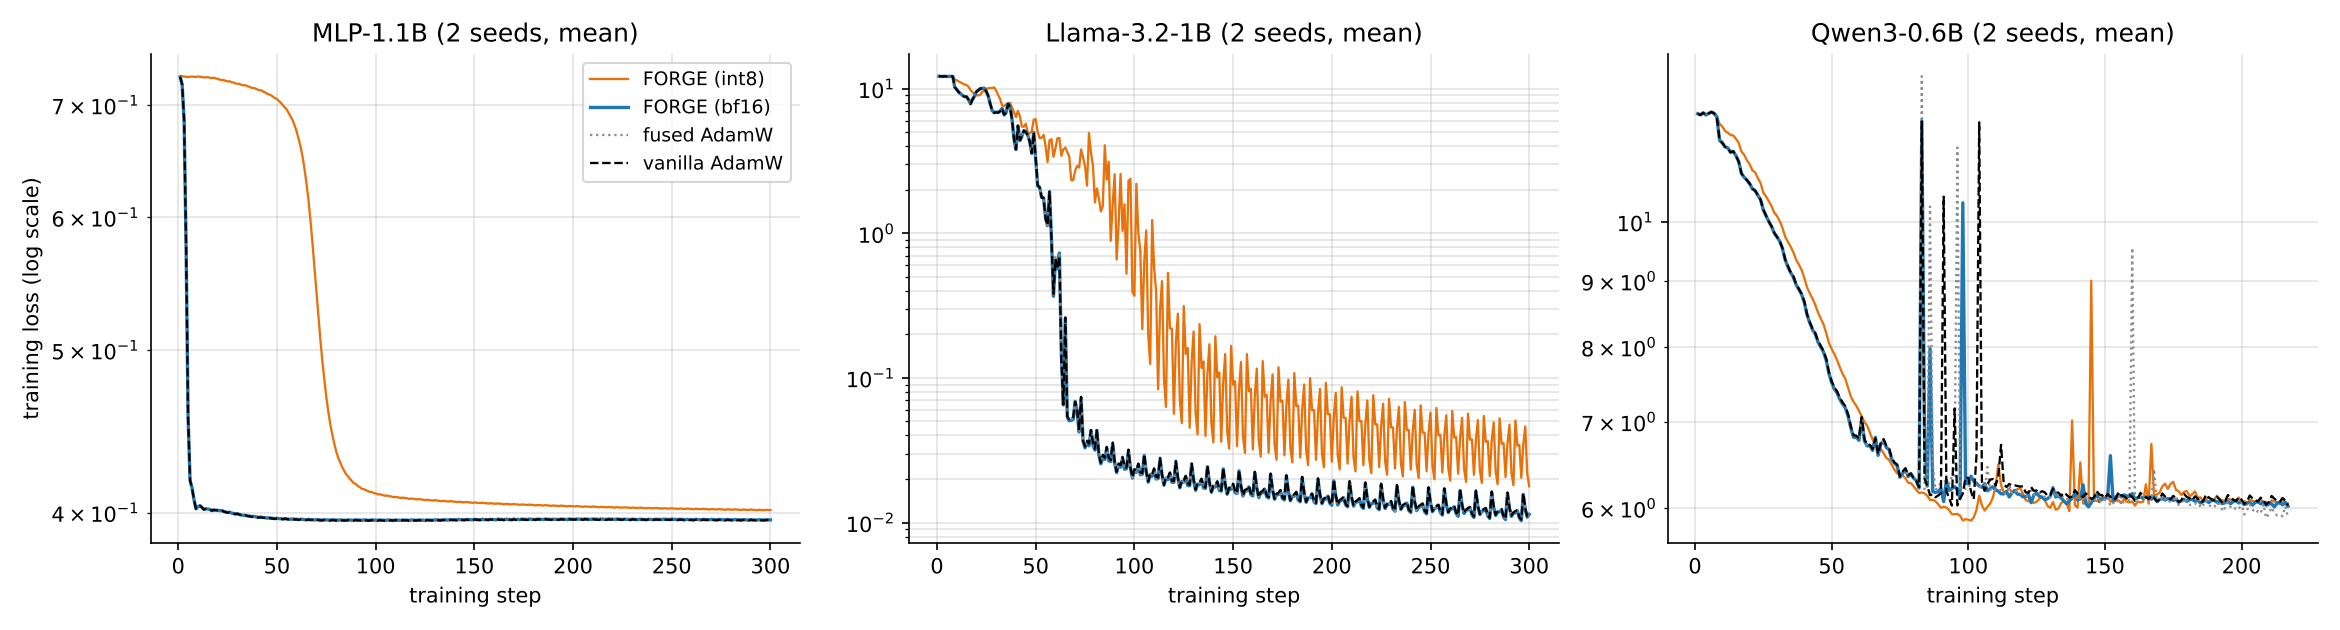 MLP-1.1B (2 seeds, mean)
training loss (log scale)
7 × 10⁻¹
6 × 10⁻¹
5 × 10⁻¹
4 × 10⁻¹
FORGE (int8)
FORGE (bf16)
fused AdamW
vanilla AdamW
0 50 100 150 200 250 300
training step
Llama-3.2-1B (2 seeds, mean)
10¹
10⁰
10⁻¹
10⁻²
0 50 100 150 200 250 300
training step
Qwen3-0.6B (2 seeds, mean)
10¹
9 × 10⁰
8 × 10⁰
7 × 10⁰
6 × 10⁰
0 50 100 150 200
training step